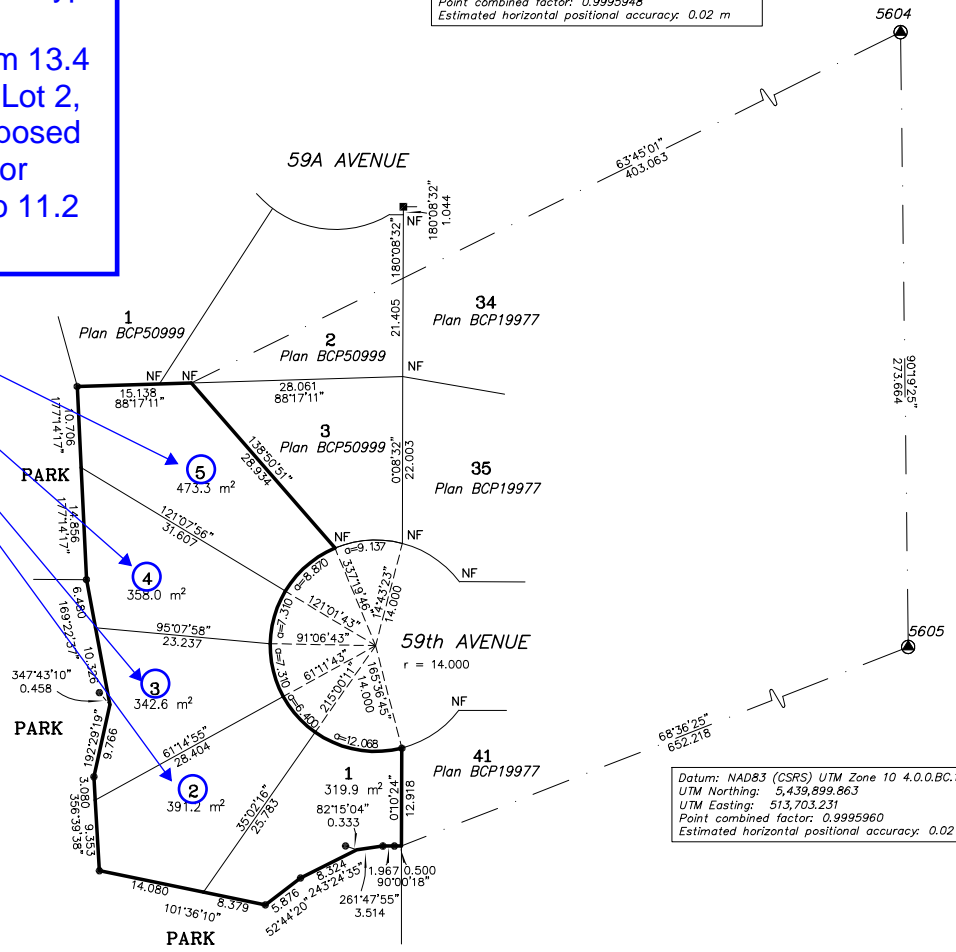 m 13.4
Lot 2,
posed
or
o 11.2
Point combined factor: 0.9995948
Estimated horizontal positional accuracy: 0.02 m
5604
63°45'01"
403.063
59A AVENUE
180°08'32"
1.044
NF
180°08'32"
21.405
34
Plan BCP19977
1
Plan BCP50999
2
Plan BCP50999
90°19'25"
273.664
NF
NF
NF
15.138
88°17'11"
28.061
88°17'11"
10.706
177°14'17"
3
Plan BCP50999
138°50'51"
28.934
0°08'32"
22.003
35
Plan BCP19977
PARK
5
473.3 m²
14.856
177°14'17"
121°07'56"
31.607
NF
NF
a=9.137
NF
4
358.0 m²
a=8.870
337°19'46"
14°43'23"
14.000
6.480
169°22'37"
a=7.310
121°01'43"
95°07'58"
23.237
91°06'43"
59th AVENUE
r = 14.000
5605
10.326
347°43'10"
0.458
3
342.6 m²
a=7.310
61°11'43"
215°00'11"
165°36'45"
14.000
a=6.400
NF
PARK
192°29'19"
9.766
61°14'55"
28.404
a=12.068
68°36'25"
652.218
41
Plan BCP19977
3.080
356°39'38"
9.353
2
391.2 m²
1
319.9 m²
82°15'04"
0.333
0°10'24"
12.918
35°02'16"
25.783
Datum: NAD83 (CSRS) UTM Zone 10 4.0.0.BC.1
UTM Northing: 5,439,899.863
UTM Easting: 513,703.231
Point combined factor: 0.9995960
Estimated horizontal positional accuracy: 0.02
14.080
101°36'10"
8.379
5.876
52°44'20"
8.324
243°24'35"
1.967
0.500
90°00'18"
261°47'55"
3.514
PARK